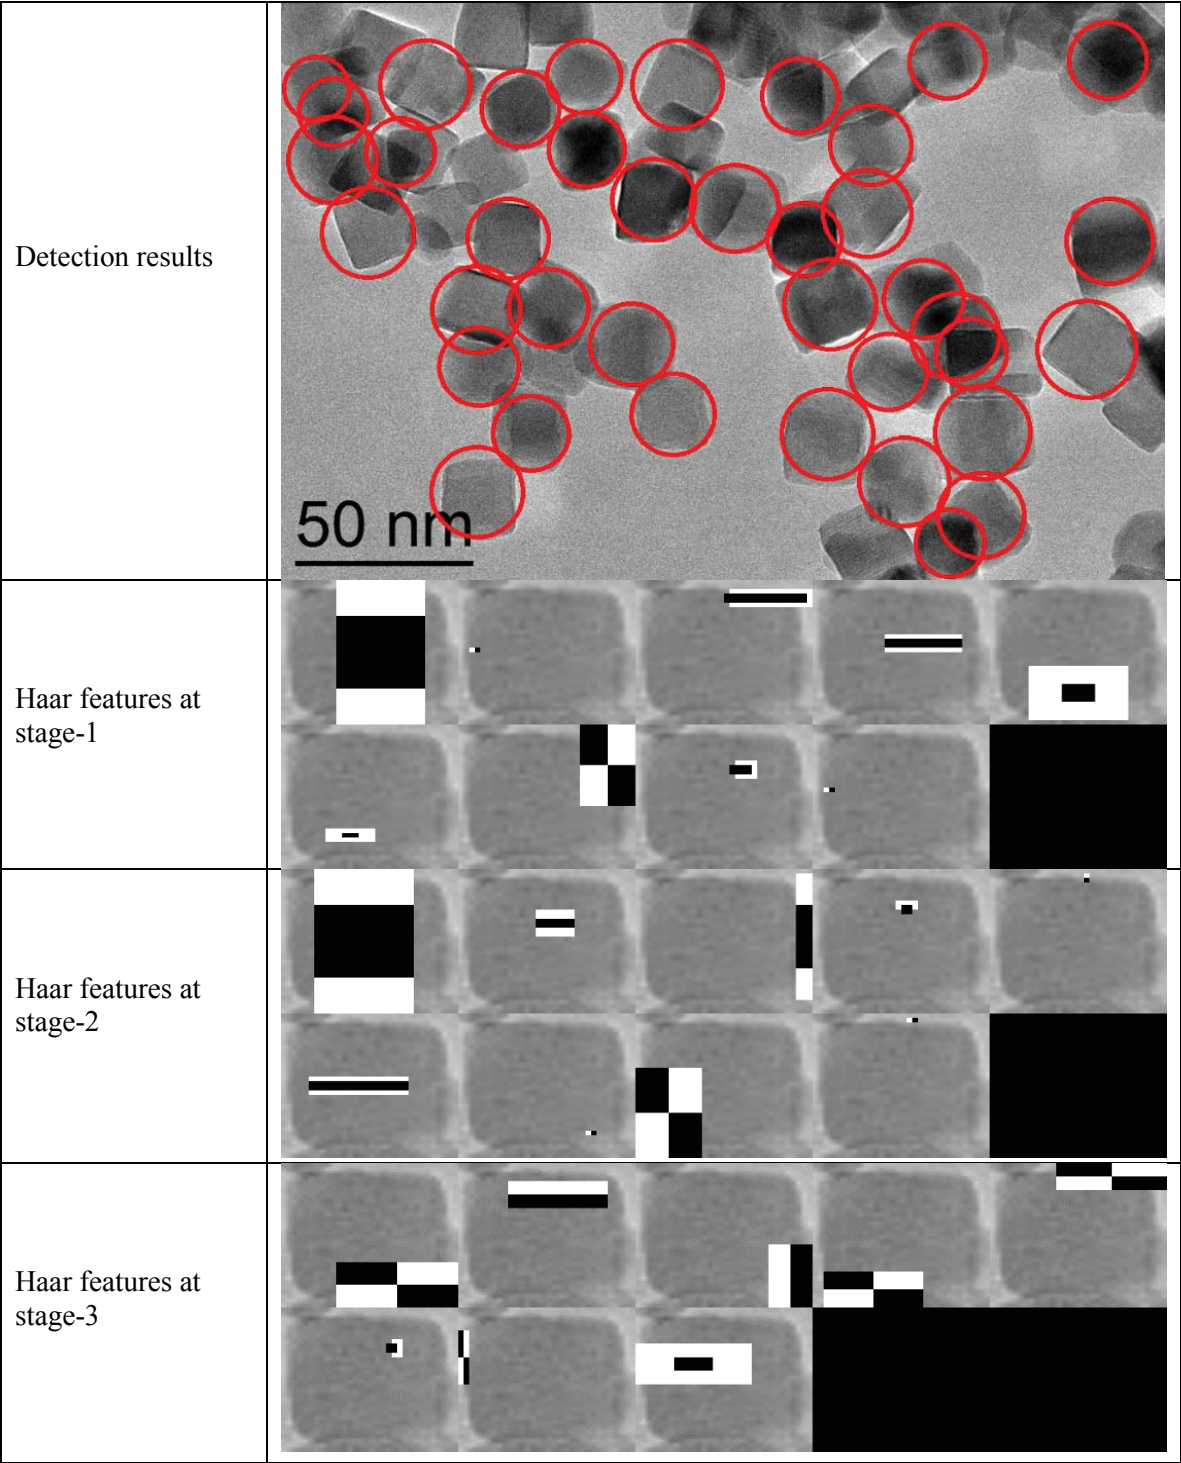 Detection results
50 nm
Haar features at
stage-1
Haar features at
stage-2
Haar features at
stage-3